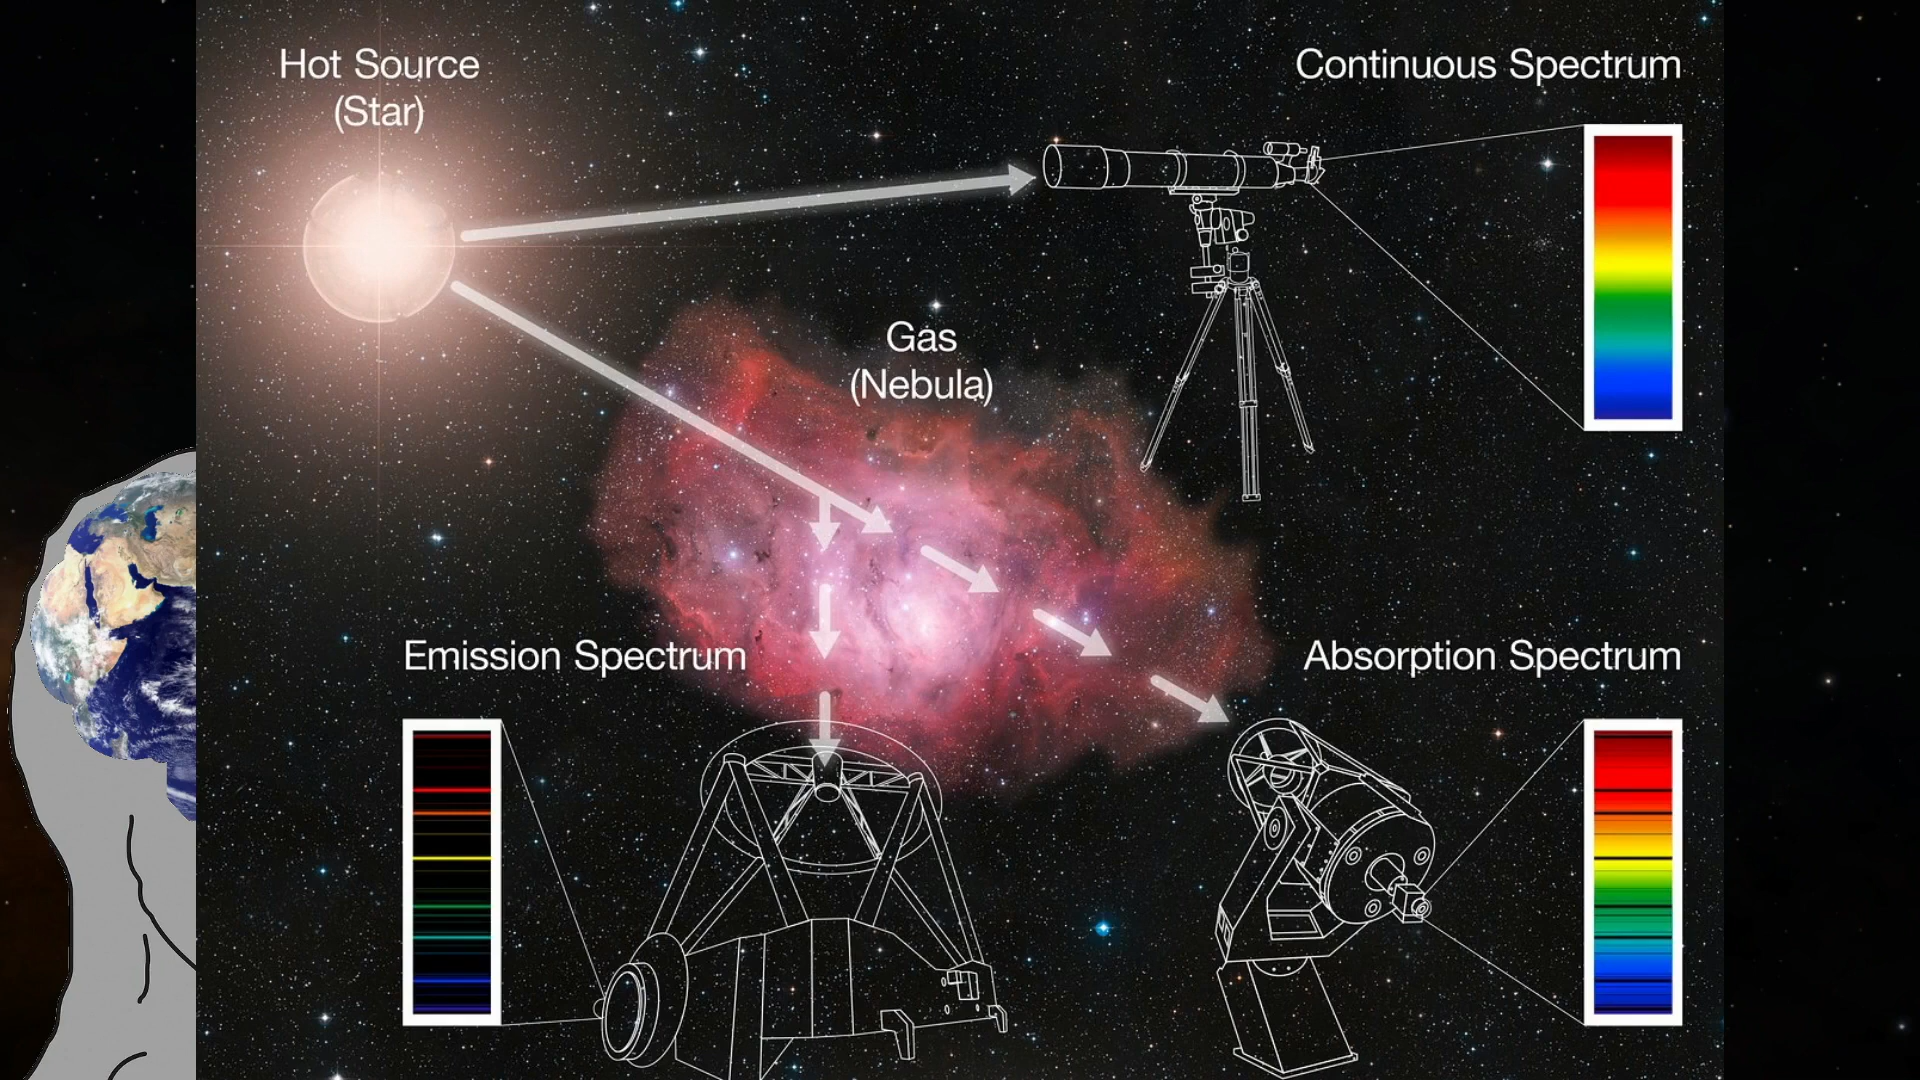 Hot Source
(Star)
Continuous Spectrum
Gas
(Nebula)
Emission Spectrum
Absorption Spectrum